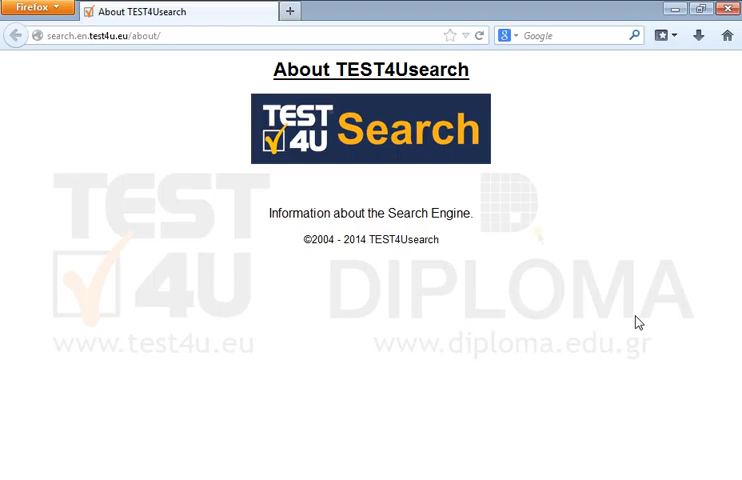 Firefox
About TEST4Usearch
search.en.test4u.eu/about/
Google
About TEST4Usearch
TEST 4U Search
Information about the Search Engine.
©2004 - 2014 TEST4Usearch
TEST 4U
DIPLOMA
www.test4u.eu
www.diploma.edu.gr